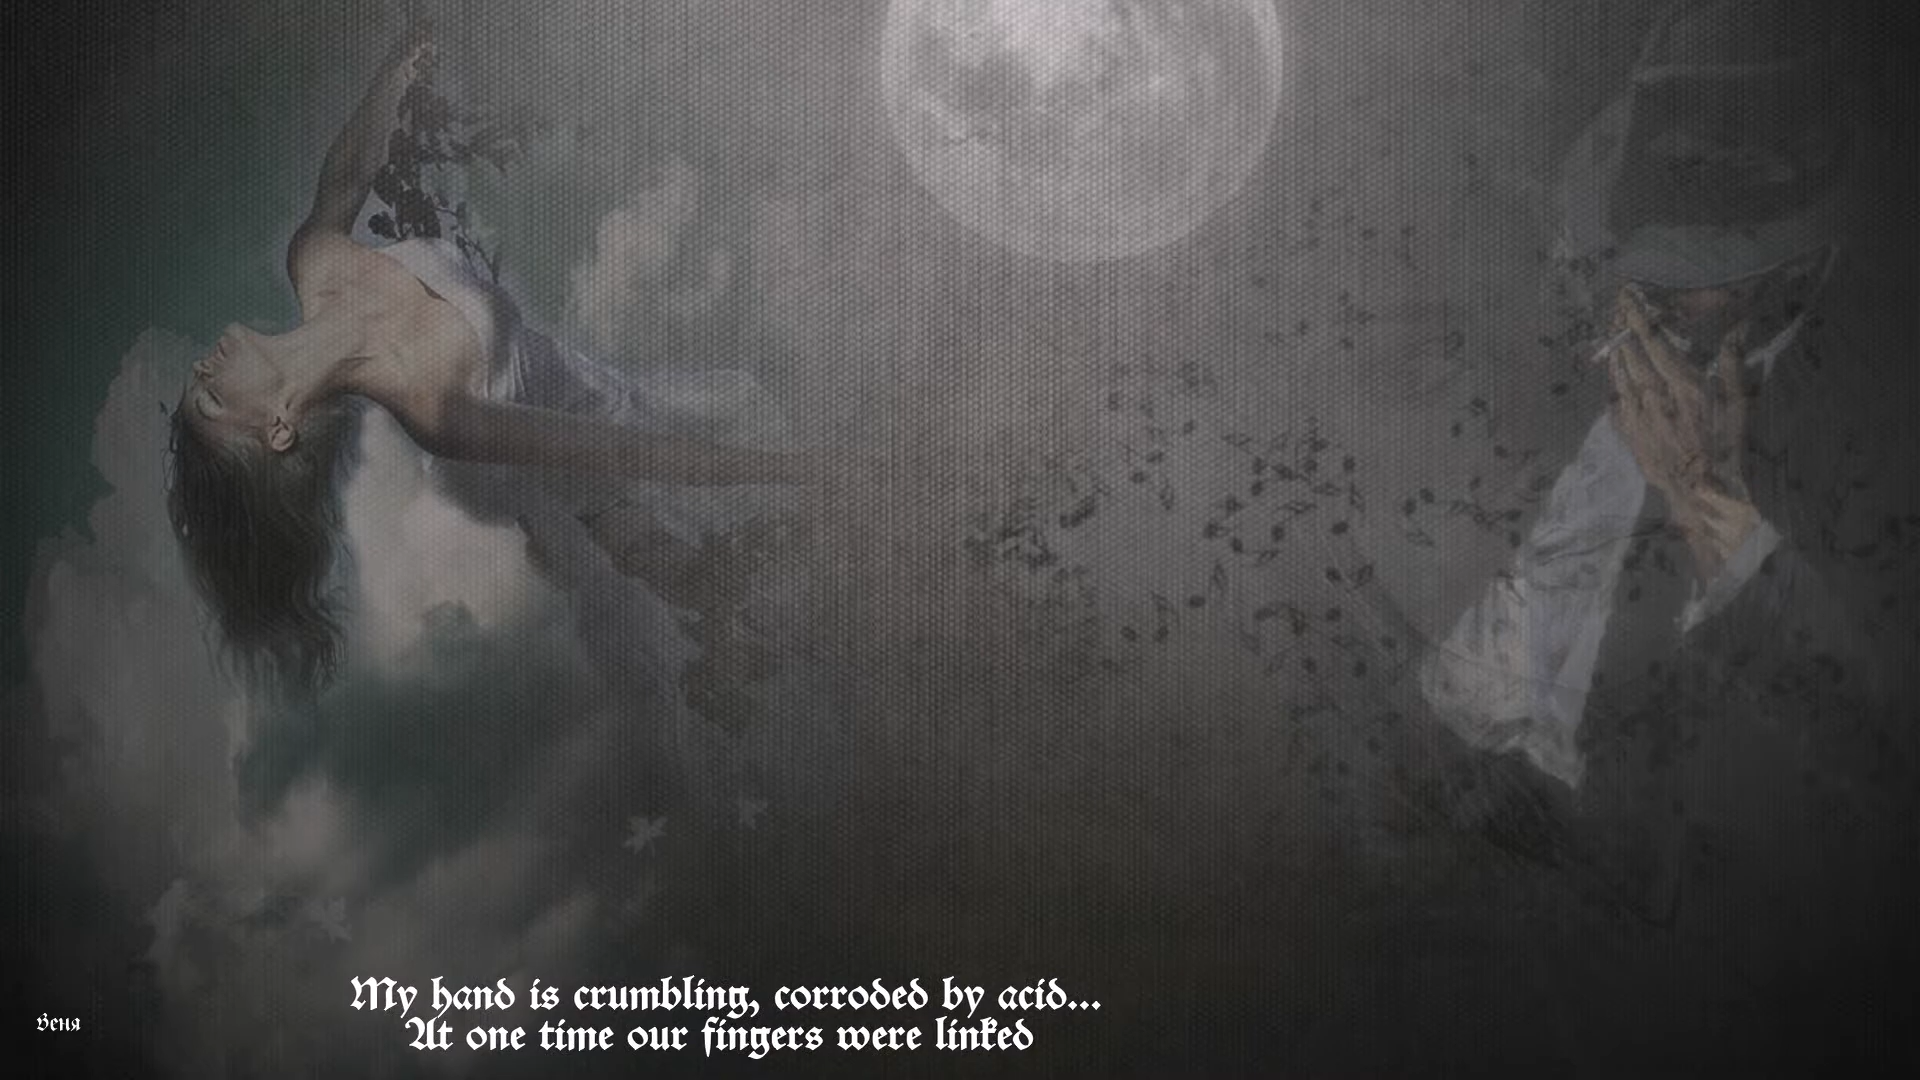 My hand is crumbling, corroded by acid...
At one time our fingers were linked
Веня